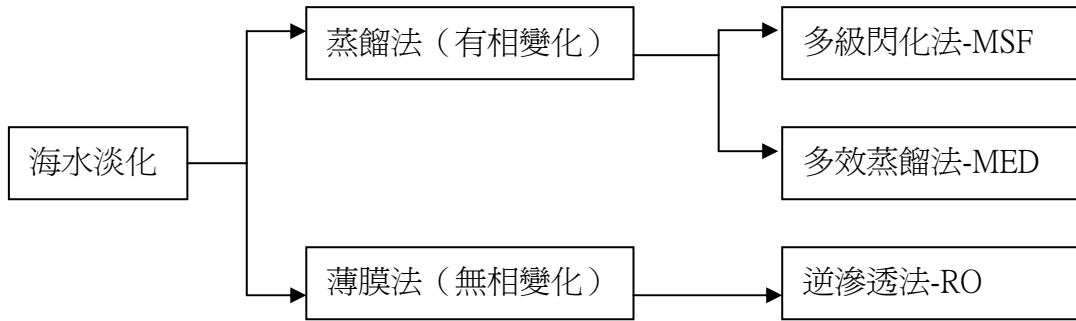 海水淡化
蒸餾法（有相變化）
多級閃化法-MSF
多效蒸餾法-MED
薄膜法（無相變化）
逆滲透法-RO